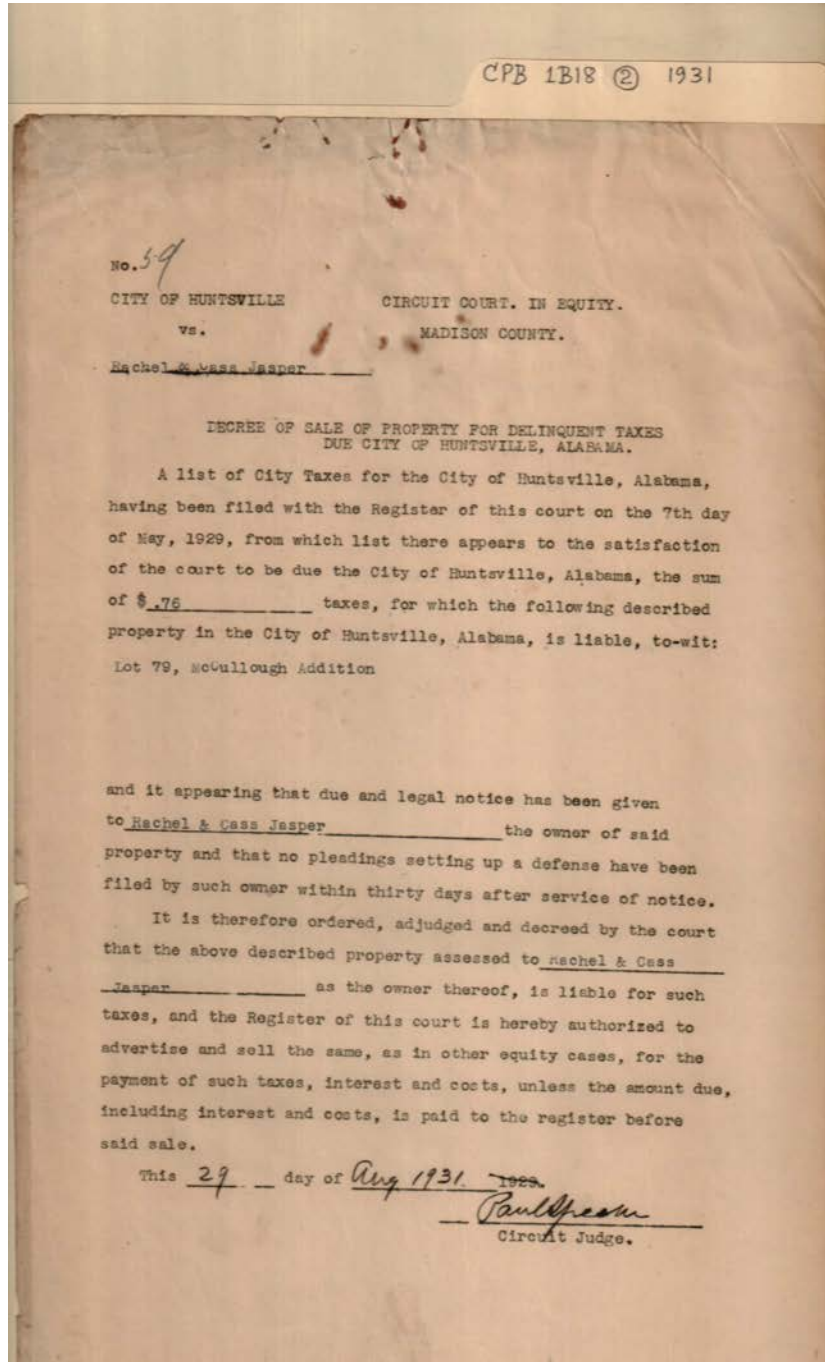 CPB 1B18 ② 1931
No. 59
CITY OF HUNTSVILLE CIRCUIT COURT. IN EQUITY.
vs. MADISON COUNTY.
Rachel & Cass Jasper
DECREE OF SALE OF PROPERTY FOR DELINQUENT TAXES
DUE CITY OF HUNTSVILLE, ALABAMA.
A list of City Taxes for the City of Huntsville, Alabama,
having been filed with the Register of this court on the 7th day
of May, 1929, from which list there appears to the satisfaction
of the court to be due the City of Huntsville, Alabama, the sum
of $ .76 taxes, for which the following described
property in the City of Huntsville, Alabama, is liable, to-wit:
Lot 79, McCullough Addition
and it appearing that due and legal notice has been given
to Rachel & Cass Jasper the owner of said
property and that no pleadings setting up a defense have been
filed by such owner within thirty days after service of notice.
It is therefore ordered, adjudged and decreed by the court
that the above described property assessed to Rachel & Cass
Jasper as the owner thereof, is liable for such
taxes, and the Register of this court is hereby authorized to
advertise and sell the same, as in other equity cases, for the
payment of such taxes, interest and costs, unless the amount due,
including interest and costs, is paid to the register before
said sale.
This 29 day of Aug 1931. 1929.
Paul Speake
Circuit Judge.